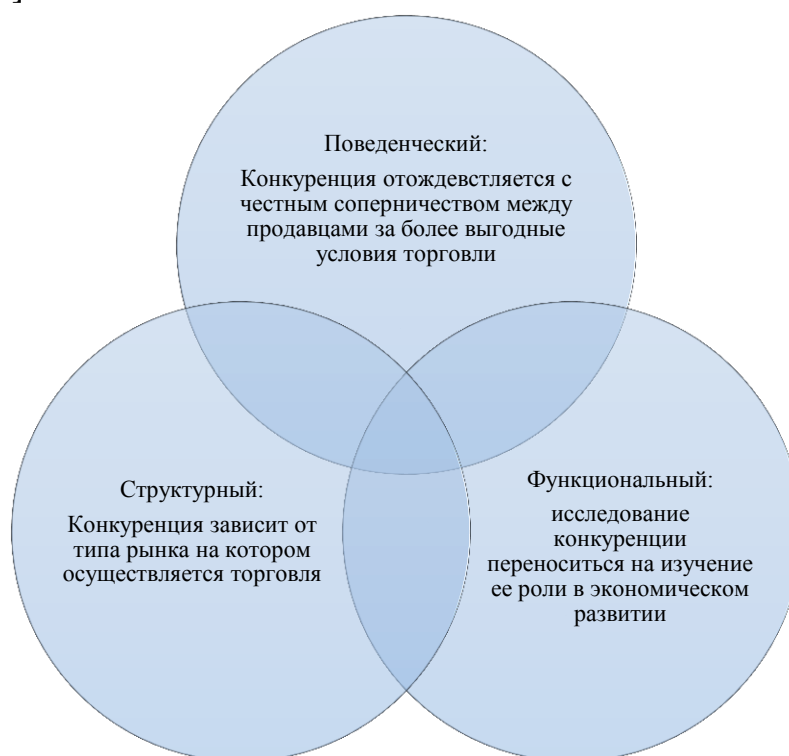 ]
Поведенческий:
Конкуренция отождевстляется с
честным соперничеством между
продавцами за более выгодные
условия торговли
Структурный:
Конкуренция зависит от
типа рынка на котором
осуществляется торговля
Функциональный:
исследование
конкуренции
переноситься на изучение
ее роли в экономическом
развитии